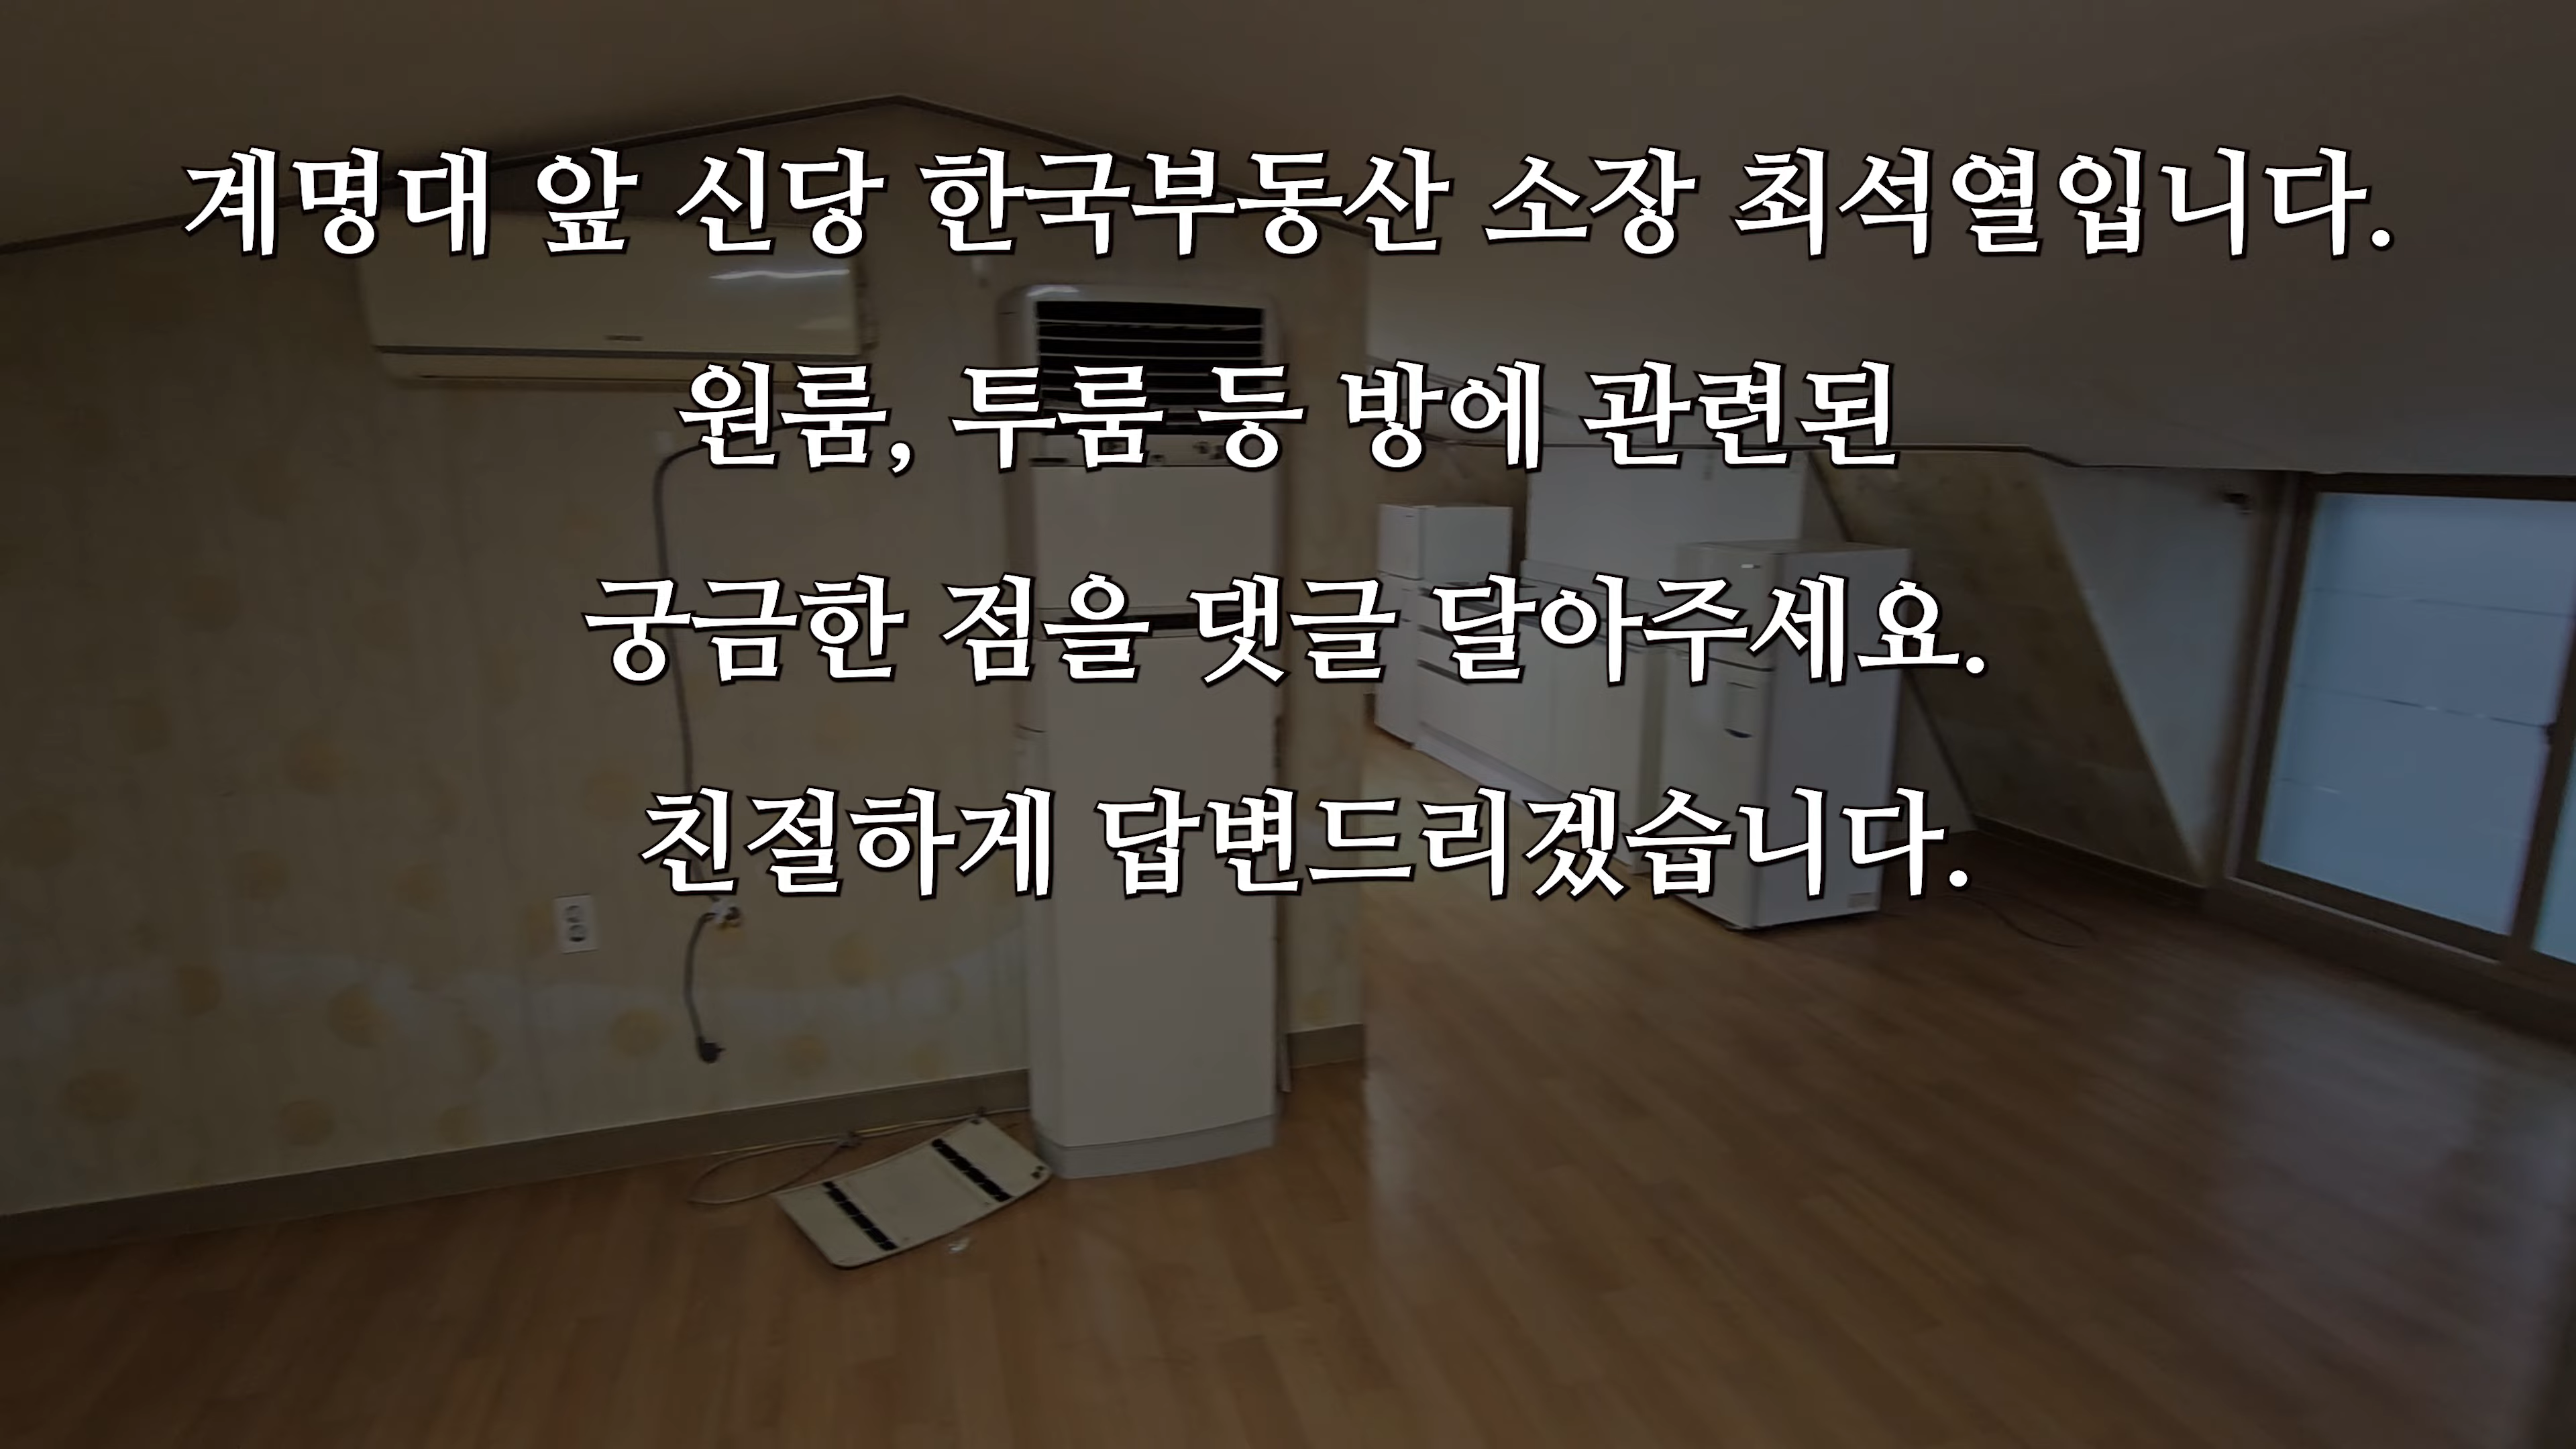 계명대 앞 신당 한국부동산 소장 최석열입니다.
원룸, 투룸 등 방에 관련된
궁금한 점을 댓글 달아주세요.
친절하게 답변드리겠습니다.